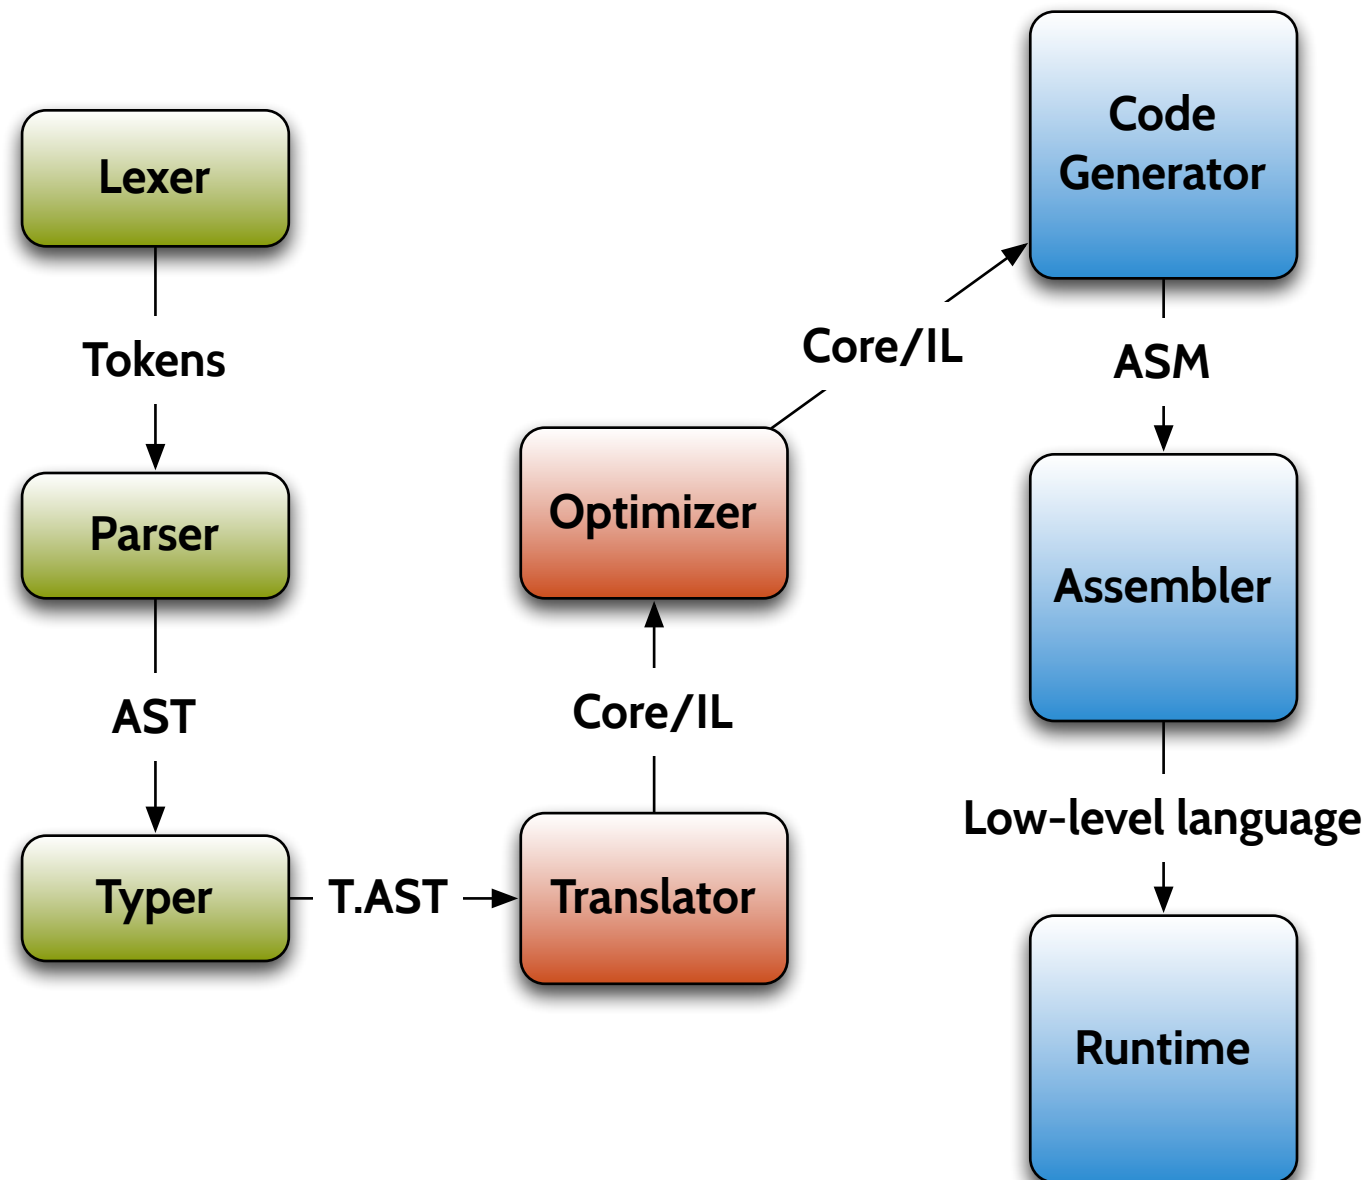 Lexer
Tokens
Parser
AST
Typer
T.AST
Translator
Core/IL
Optimizer
Core/IL
Code
Generator
ASM
Assembler
Low-level language
Runtime